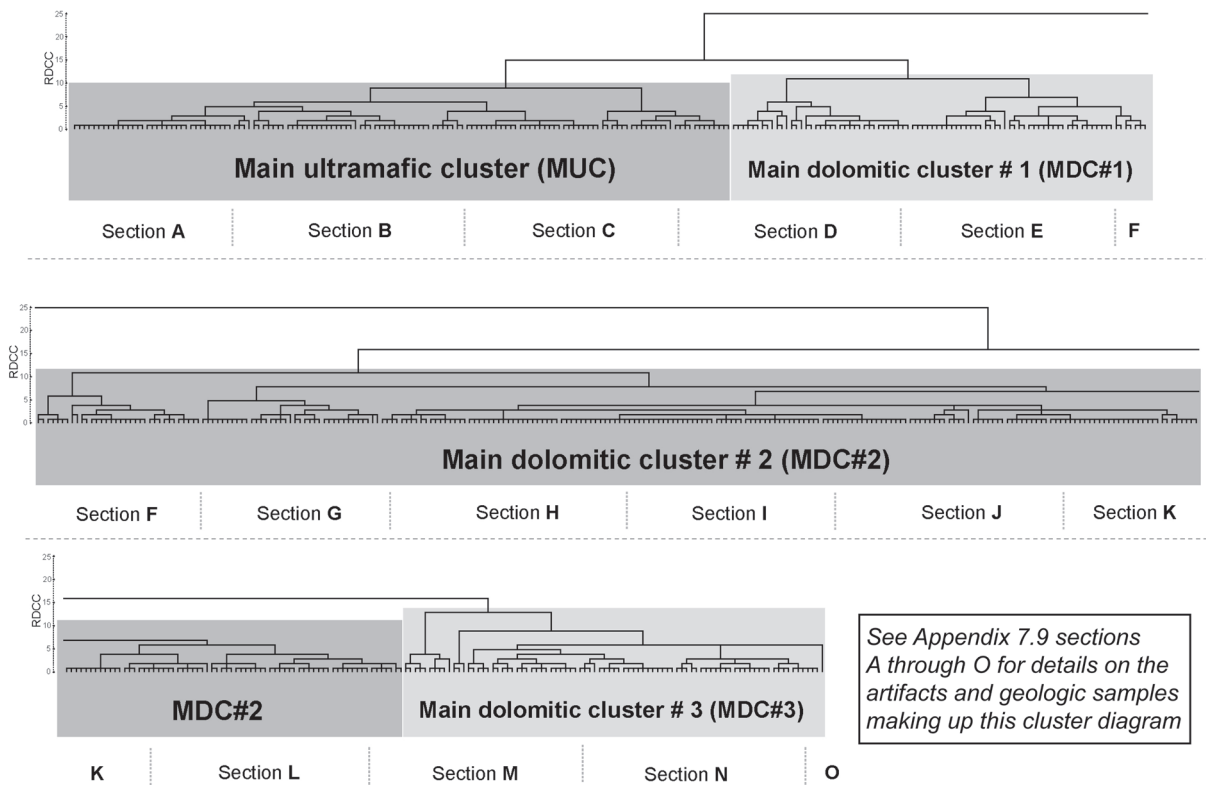 25
20
15
10
5
0
RDCC
Main ultramafic cluster (MUC)
Main dolomitic cluster # 1 (MDC#1)
Section A
Section B
Section C
Section D
Section E
F
25
20
15
10
5
0
RDCC
Main dolomitic cluster # 2 (MDC#2)
Section F
Section G
Section H
Section I
Section J
Section K
25
20
15
10
5
0
RDCC
MDC#2
Main dolomitic cluster # 3 (MDC#3)
K
Section L
Section M
Section N
O
See Appendix 7.9 sections
A through O for details on the
artifacts and geologic samples
making up this cluster diagram